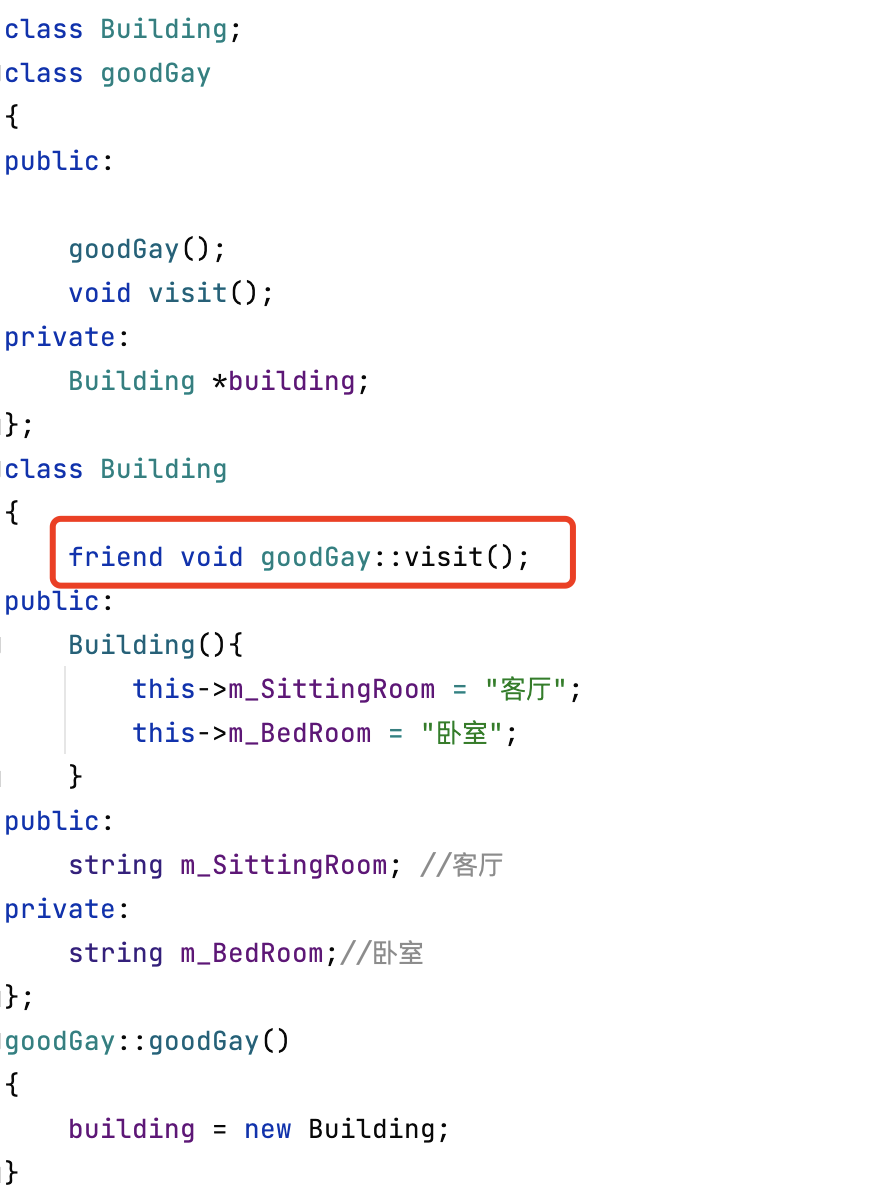 class Building;
class goodGay
{
public:
goodGay();
void visit();
private:
Building *building;
};
class Building
{
friend void goodGay::visit();
public:
Building(){
this->m_SittingRoom = "客厅";
this->m_BedRoom = "卧室";
}
public:
string m_SittingRoom; //客厅
private:
string m_BedRoom;//卧室
};
goodGay::goodGay()
{
building = new Building;
}